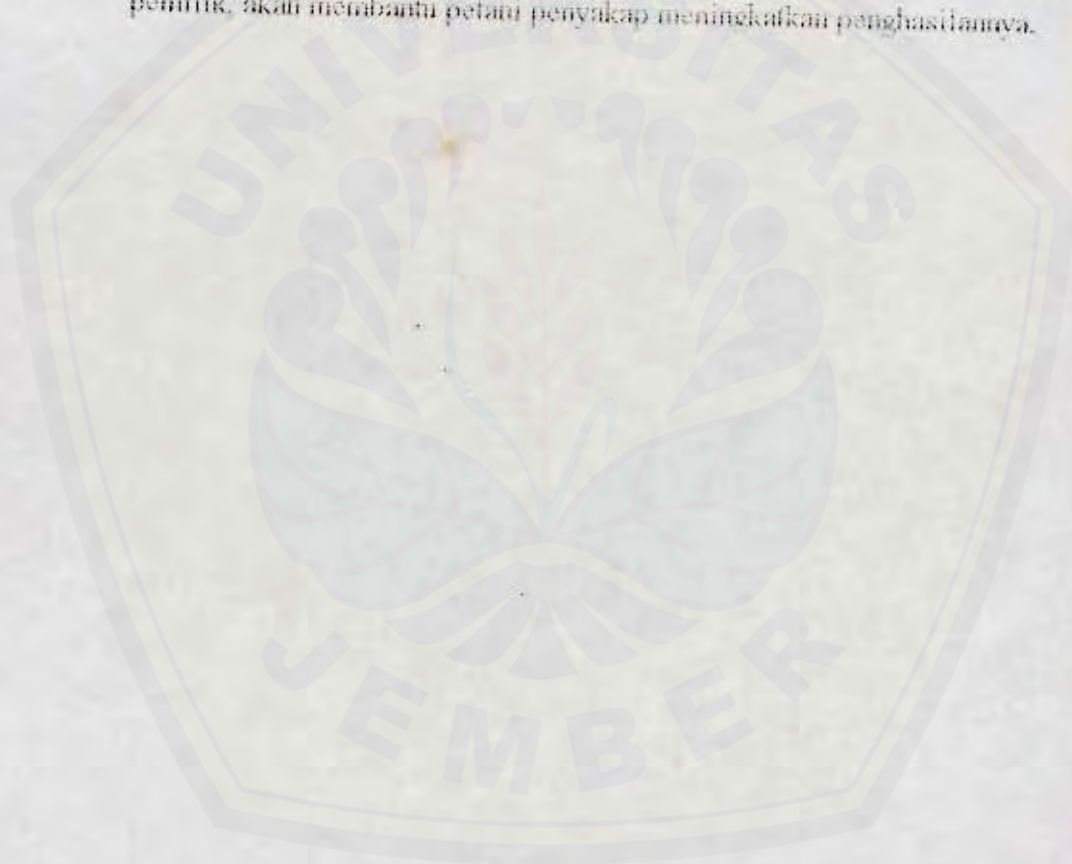 pemilik, akan membantu petani penyakap meningkatkan penghasilannya.
UNIVERSITAS
JEMBER